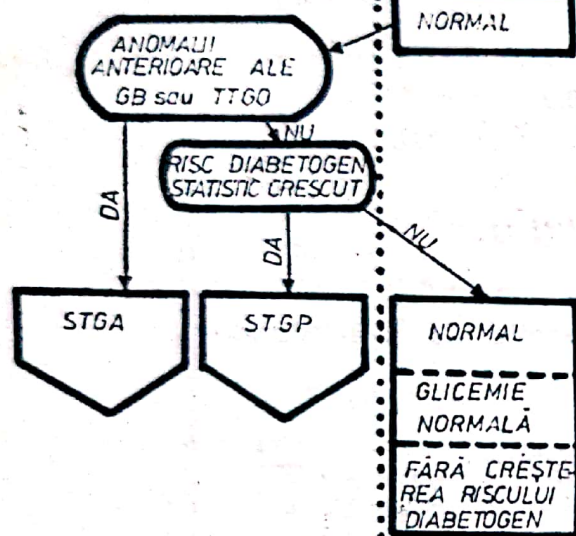 NORMAL
ANOMALII
ANTERIOARE ALE
GB sau TTGO
NU
RISC DIABETOGEN
STATISTIC CRESCUT
DA
DA
NU
STGA
STGP
NORMAL
GLICEMIE
NORMALĂ
FĂRĂ CREȘTE-
REA RISCULUI
DIABETOGEN